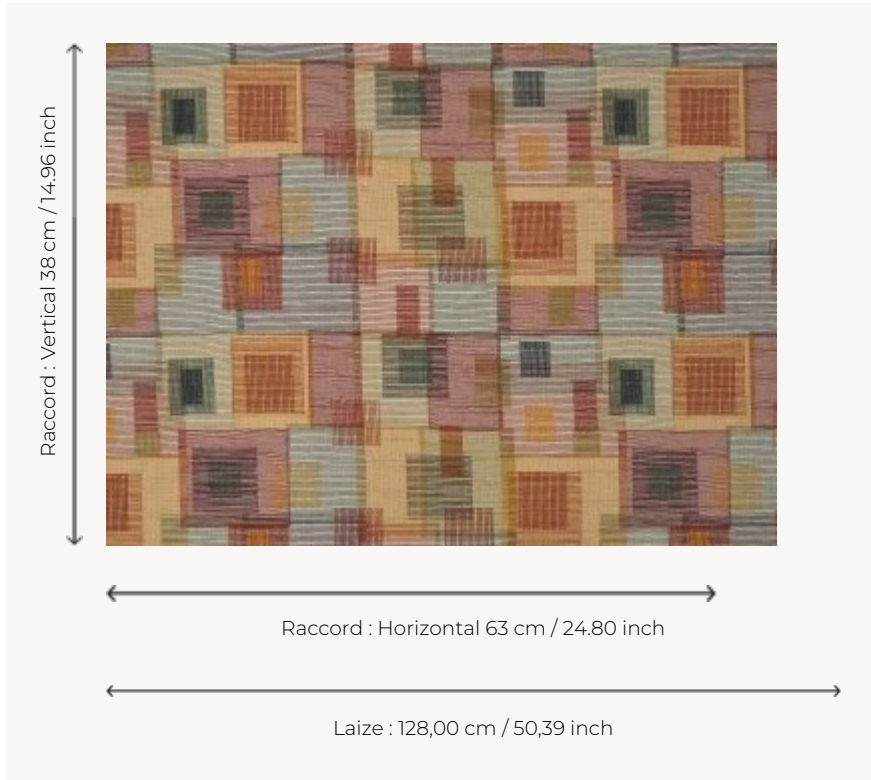 Raccord : Vertical 38 cm / 14.96 inch
Raccord : Horizontal 63 cm / 24.80 inch
Laize : 128,00 cm / 50,39 inch